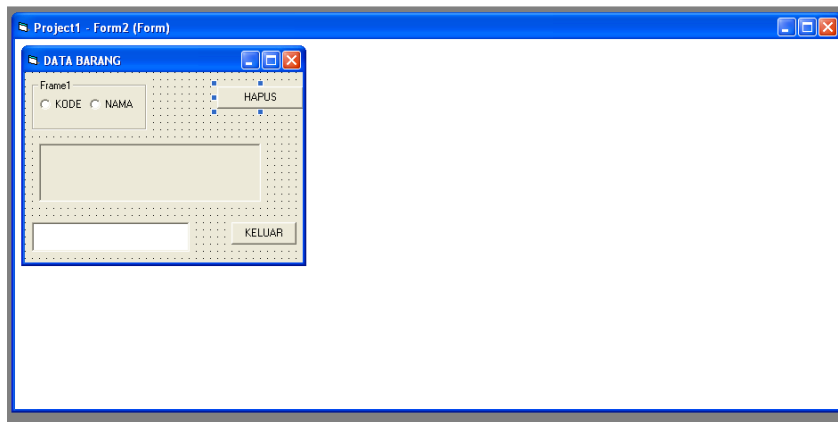 Project1 - Form2 (Form)
DATA BARANG
Frame1
KODE NAMA
HAPUS
KELUAR